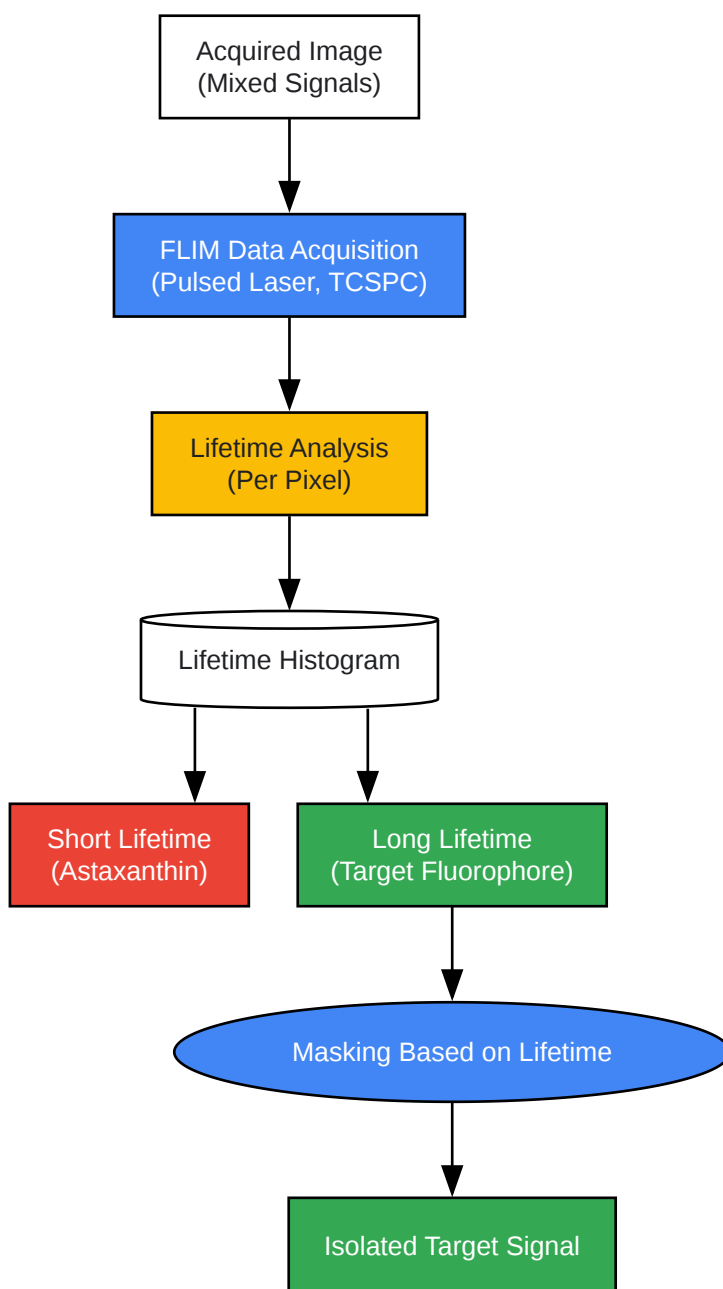 Acquired Image
(Mixed Signals)
FLIM Data Acquisition
(Pulsed Laser, TCSPC)
Lifetime Analysis
(Per Pixel)
Lifetime Histogram
Short Lifetime
(Astaxanthin)
Long Lifetime
(Target Fluorophore)
Masking Based on Lifetime
Isolated Target Signal